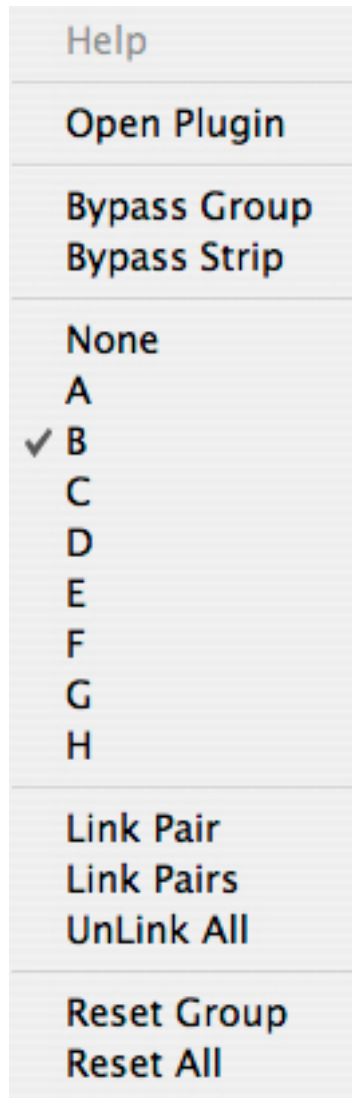 Help
Open Plugin
Bypass Group
Bypass Strip
None
A
B
C
D
E
F
G
H
Link Pair
Link Pairs
UnLink All
Reset Group
Reset All